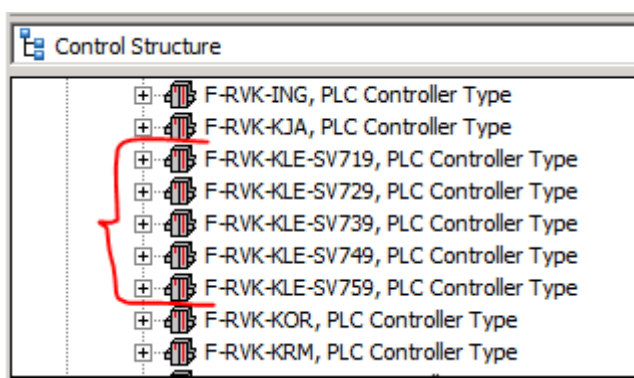 Control Structure
F-RVK-ING, PLC Controller Type
F-RVK-KJA, PLC Controller Type
F-RVK-KLE-SV719, PLC Controller Type
F-RVK-KLE-SV729, PLC Controller Type
F-RVK-KLE-SV739, PLC Controller Type
F-RVK-KLE-SV749, PLC Controller Type
F-RVK-KLE-SV759, PLC Controller Type
F-RVK-KOR, PLC Controller Type
F-RVK-KRM, PLC Controller Type